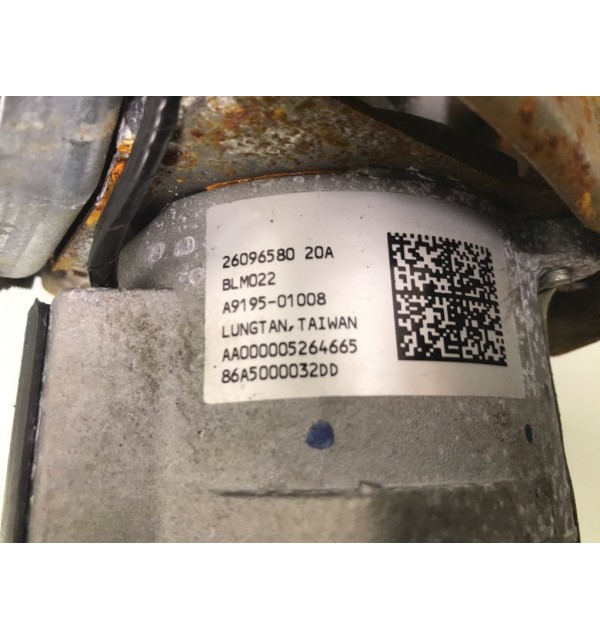 26096580 20A
BLM022
A9195-01008
LUNGTAN, TAIWAN
AA000005264665
86A5000032DD